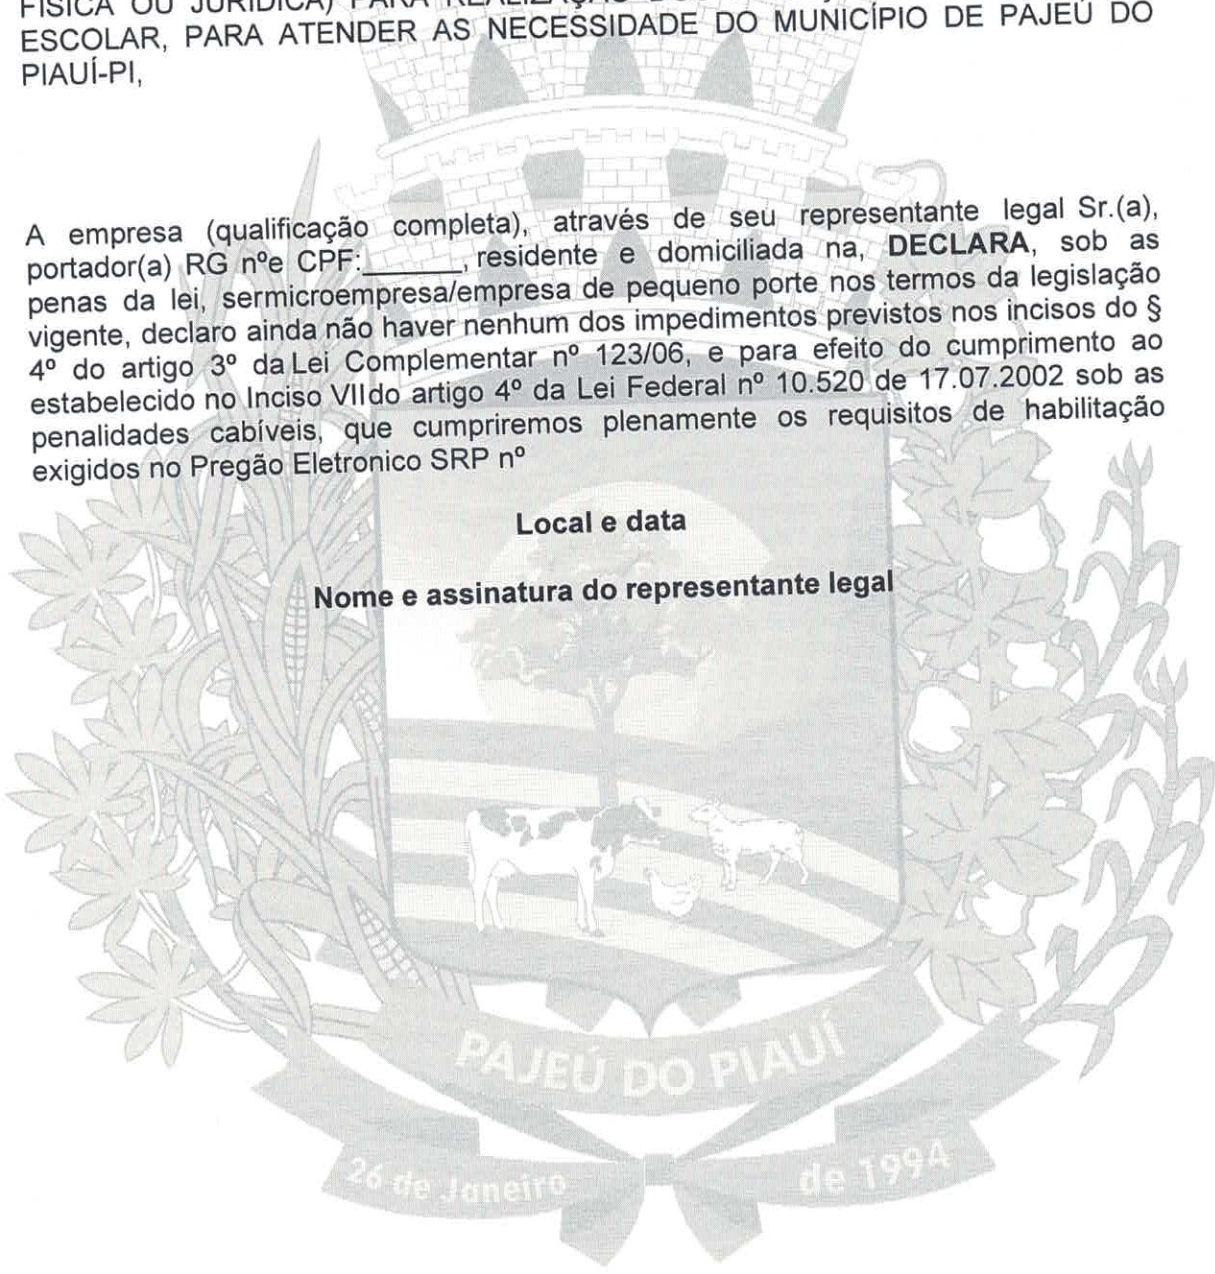 FÍSICA OU JURÍDICA) PARA REALIZAÇÃO
ESCOLAR, PARA ATENDER AS NECESSIDADE DO MUNICÍPIO DE PAJEÚ DO
PIAUÍ-PI,
A empresa (qualificação completa), através de seu representante legal Sr.(a),
portador(a) RG nºe CPF:_______, residente e domiciliada na, DECLARA, sob as
penas da lei, sermicroempresa/empresa de pequeno porte nos termos da legislação
vigente, declaro ainda não haver nenhum dos impedimentos previstos nos incisos do §
4º do artigo 3º da Lei Complementar nº 123/06, e para efeito do cumprimento ao
estabelecido no Inciso VIIdo artigo 4º da Lei Federal nº 10.520 de 17.07.2002 sob as
penalidades cabíveis, que cumpriremos plenamente os requisitos de habilitação
exigidos no Pregão Eletronico SRP nº
Local e data
Nome e assinatura do representante legal
PAJEÚ DO PIAUÍ
26 de Janeiro de 1994